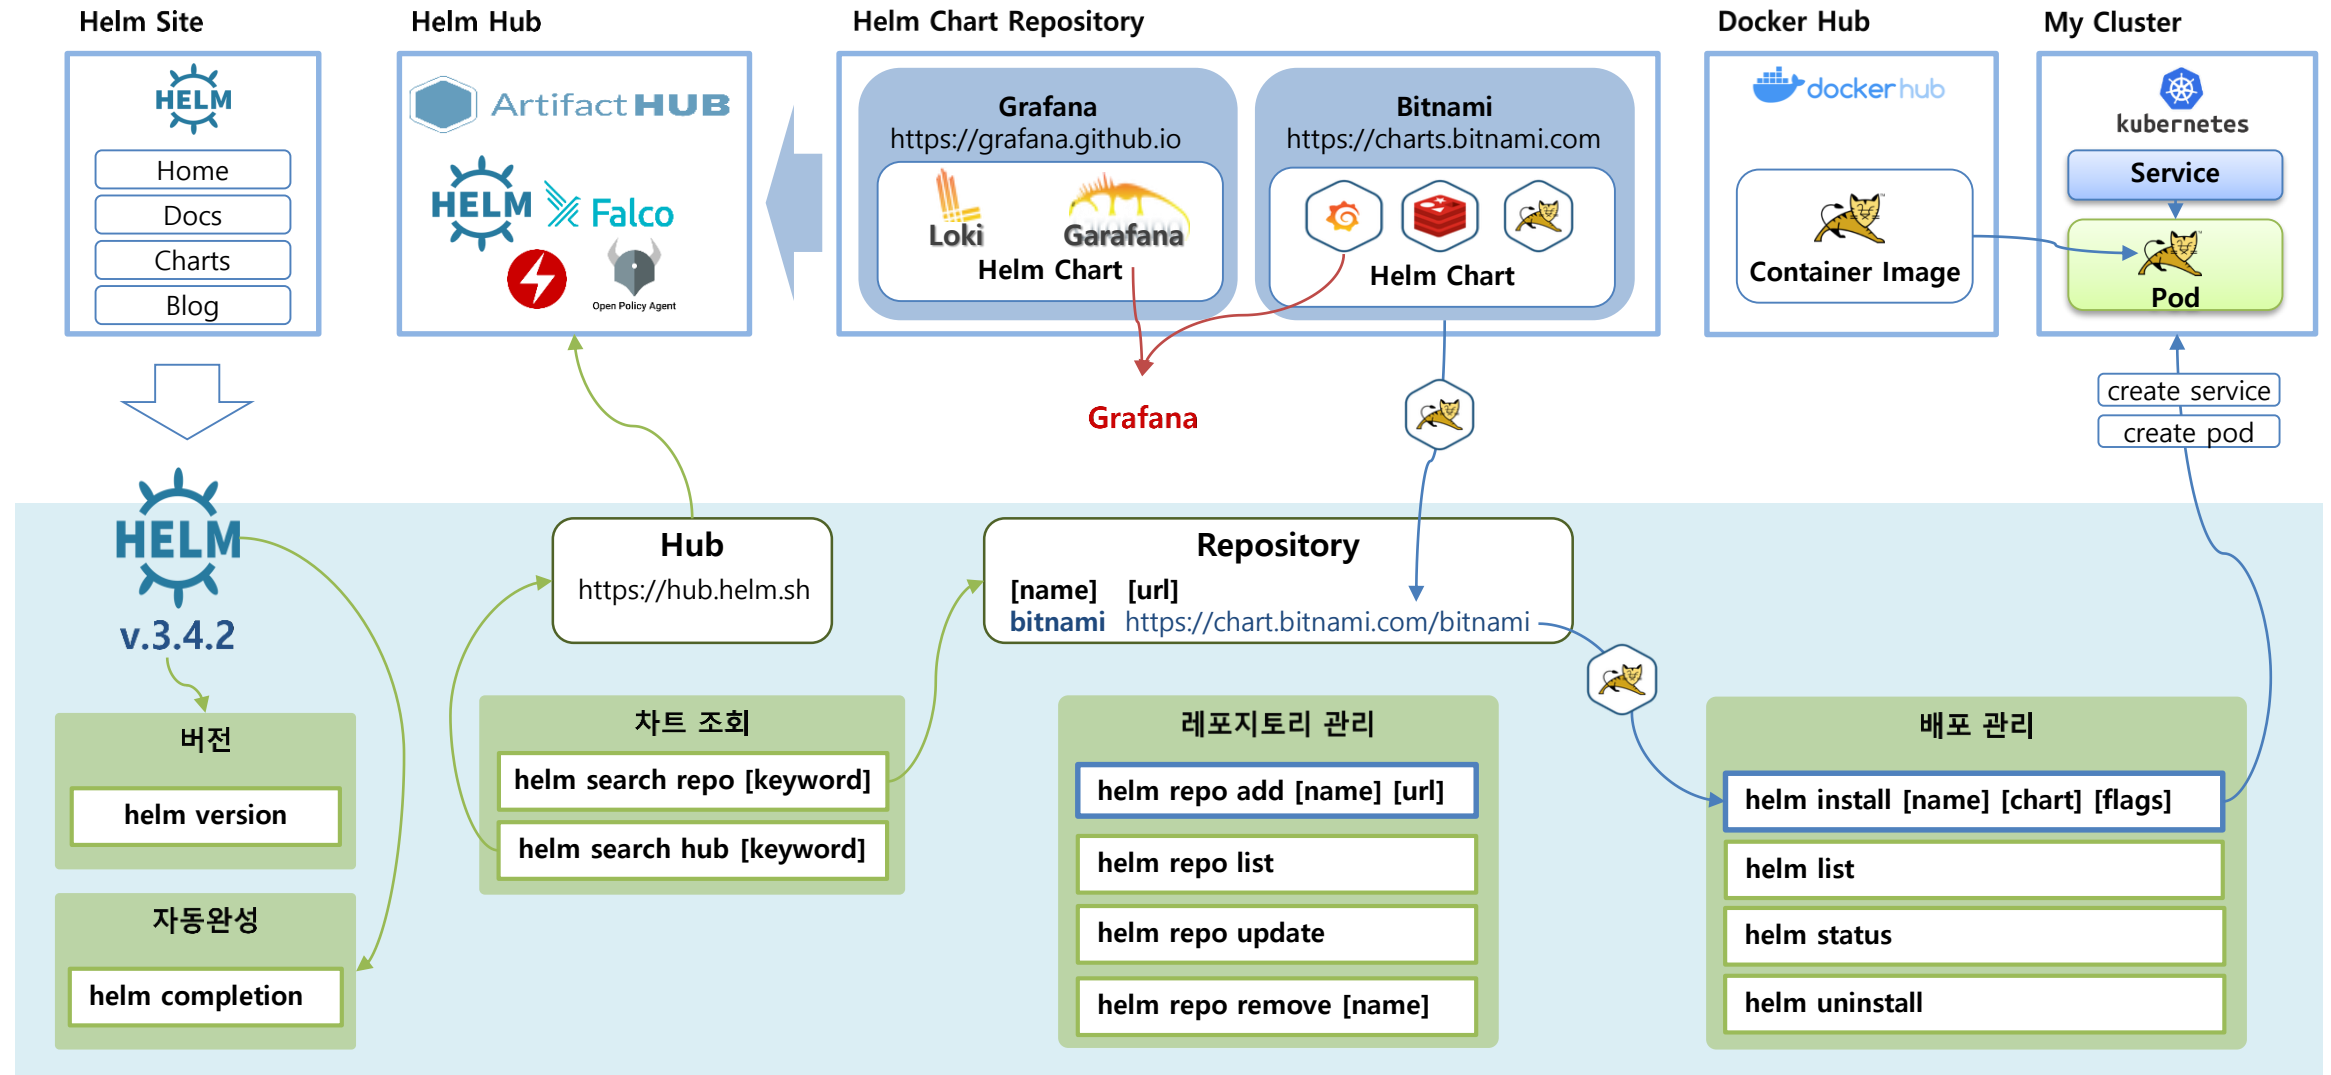 Helm Site
HELM
Home
Docs
Charts
Blog
Helm Hub
Artifact HUB
HELM
Falco
Open Policy Agent
Helm Chart Repository
Grafana
https://grafana.github.io
Loki
Garafana
Helm Chart
Bitnami
https://charts.bitnami.com
Helm Chart
Grafana
Docker Hub
dockerhub
Container Image
My Cluster
kubernetes
Service
Pod
create service
create pod
HELM
v.3.4.2
버전
helm version
자동완성
helm completion
Hub
https://hub.helm.sh
차트 조회
helm search repo [keyword]
helm search hub [keyword]
Repository
[name] [url]
bitnami https://chart.bitnami.com/bitnami
레포지토리 관리
helm repo add [name] [url]
helm repo list
helm repo update
helm repo remove [name]
배포 관리
helm install [name] [chart] [flags]
helm list
helm status
helm uninstall